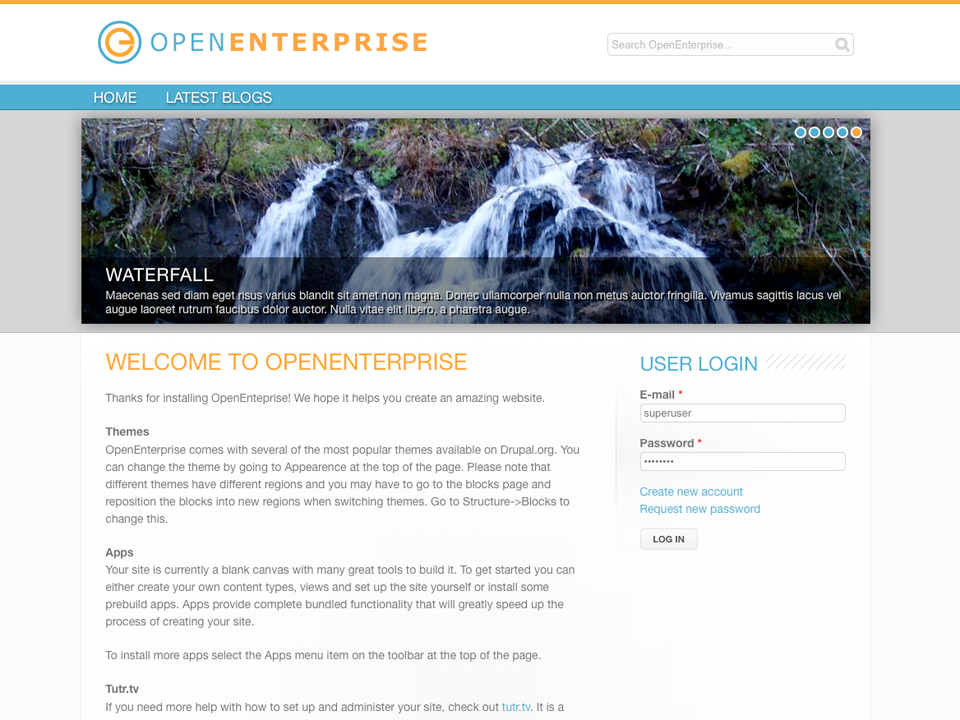 OPENENTERPRISE
Search OpenEnterprise...
HOME LATEST BLOGS
WATERFALL
Maecenas sed diam eget risus varius blandit sit amet non magna. Donec ullamcorper nulla non metus auctor fringilla. Vivamus sagittis lacus vel
augue laoreet rutrum faucibus dolor auctor. Nulla vitae elit libero, a pharetra augue.
WELCOME TO OPENENTERPRISE
Thanks for installing OpenEnteprise! We hope it helps you create an amazing website.
Themes
OpenEnterprise comes with several of the most popular themes available on Drupal.org. You
can change the theme by going to Appearence at the top of the page. Please note that
different themes have different regions and you may have to go to the blocks page and
reposition the blocks into new regions when switching themes. Go to Structure->Blocks to
change this.
Apps
Your site is currently a blank canvas with many great tools to build it. To get started you can
either create your own content types, views and set up the site yourself or install some
prebuild apps. Apps provide complete bundled functionality that will greatly speed up the
process of creating your site.
To install more apps select the Apps menu item on the toolbar at the top of the page.
Tutr.tv
If you need more help with how to set up and administer your site, check out tutr.tv. It is a
USER LOGIN
E-mail *
superuser
Password *
••••••••
Create new account
Request new password
LOG IN